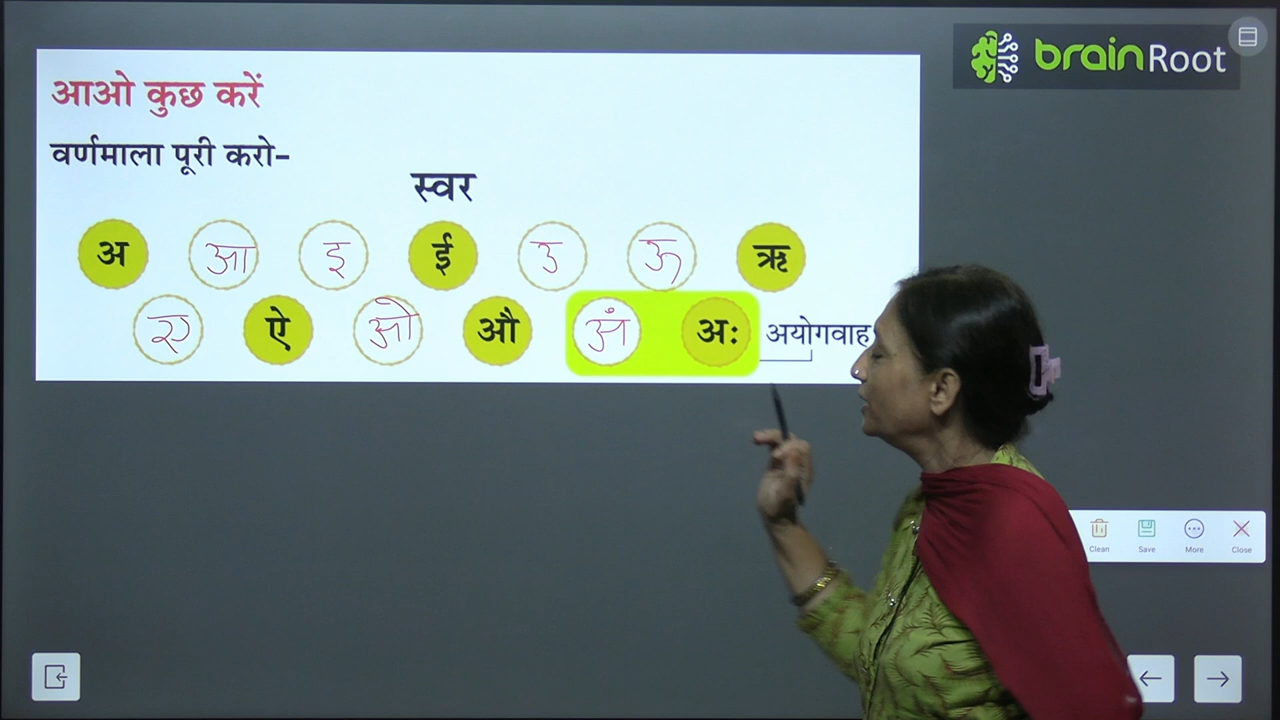 brainRoot
आओ कुछ करें
वर्णमाला पूरी करो-
स्वर
अ आ इ ई उ ऊ ऋ
ए ऐ ओ औ अं अः अयोगवाह
Clean Save More Close